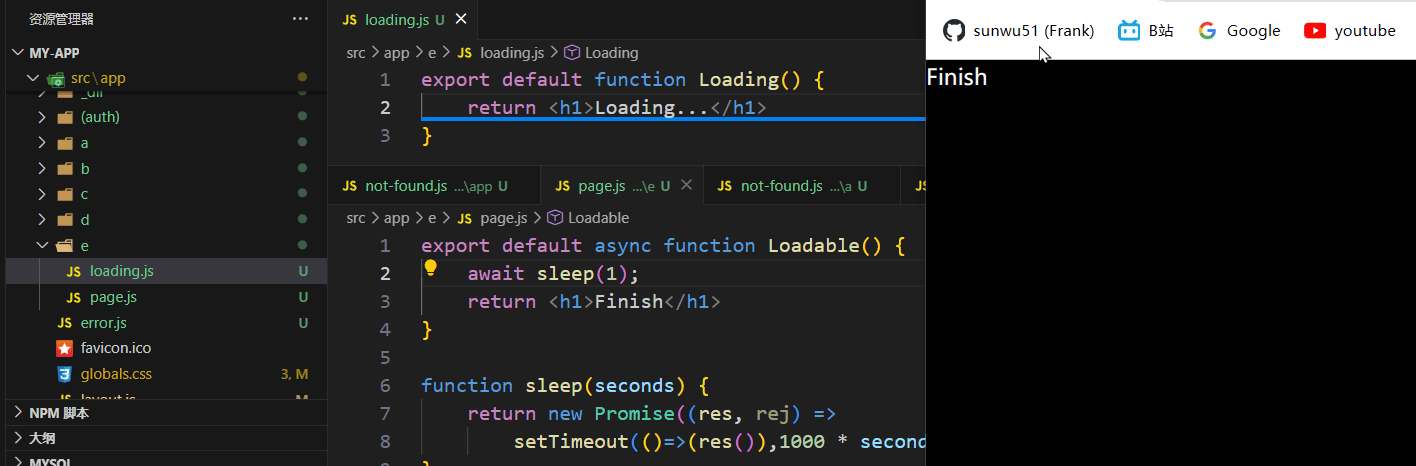 资源管理器 ···
MY-APP
src\app
_dir
(auth)
a
b
c
d
e
JS loading.js U
JS page.js U
JS error.js U
favicon.ico
globals.css 3, M
layout.js M
NPM 脚本
大纲
MYSQL
JS loading.js U
src > app > e > JS loading.js > Loading
1 export default function Loading() {
2 return <h1>Loading...</h1>
3 }
JS not-found.js ...\app U JS page.js ...\e U JS not-found.js ...\a U JS
src > app > e > JS page.js > Loadable
1 export default async function Loadable() {
2 await sleep(1);
3 return <h1>Finish</h1>
4 }
5
6 function sleep(seconds) {
7 return new Promise((res, rej) =>
8 setTimeout(()=>(res()),1000 * second
sunwu51 (Frank) B站 Google youtube
Finish